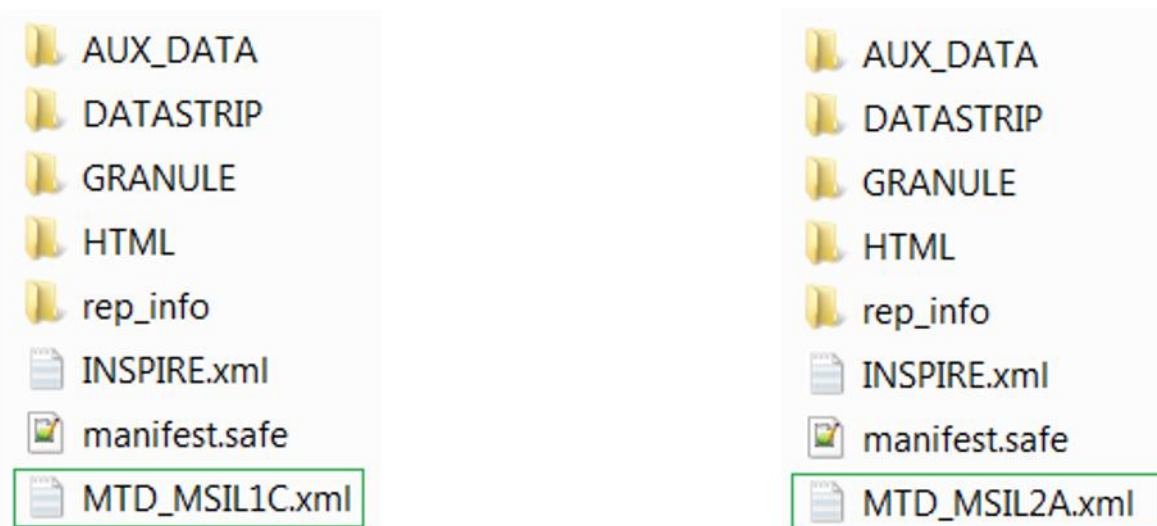 AUX_DATA
DATASTRIP
GRANULE
HTML
rep_info
INSPIRE.xml
manifest.safe
MTD_MSIL1C.xml
AUX_DATA
DATASTRIP
GRANULE
HTML
rep_info
INSPIRE.xml
manifest.safe
MTD_MSIL2A.xml